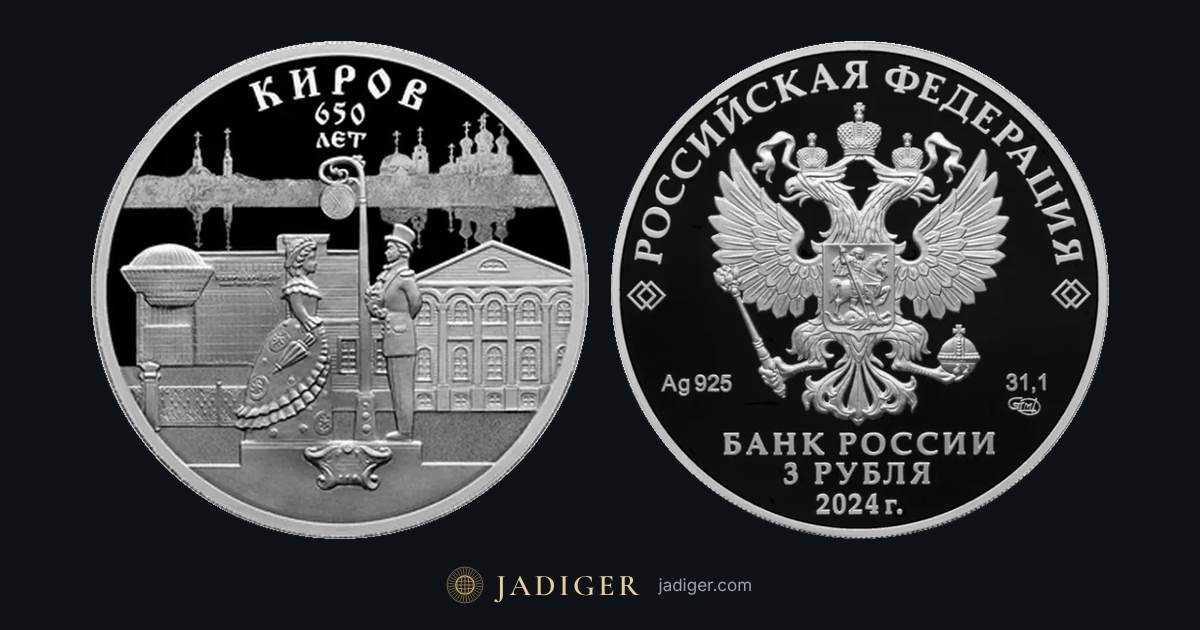 КИРОВ
650
ЛЕТ
РОССИЙСКАЯ ФЕДЕРАЦИЯ
Ag 925
31,1
БАНК РОССИИ
3 РУБЛЯ
2024 г.
JADIGER
jadiger.com